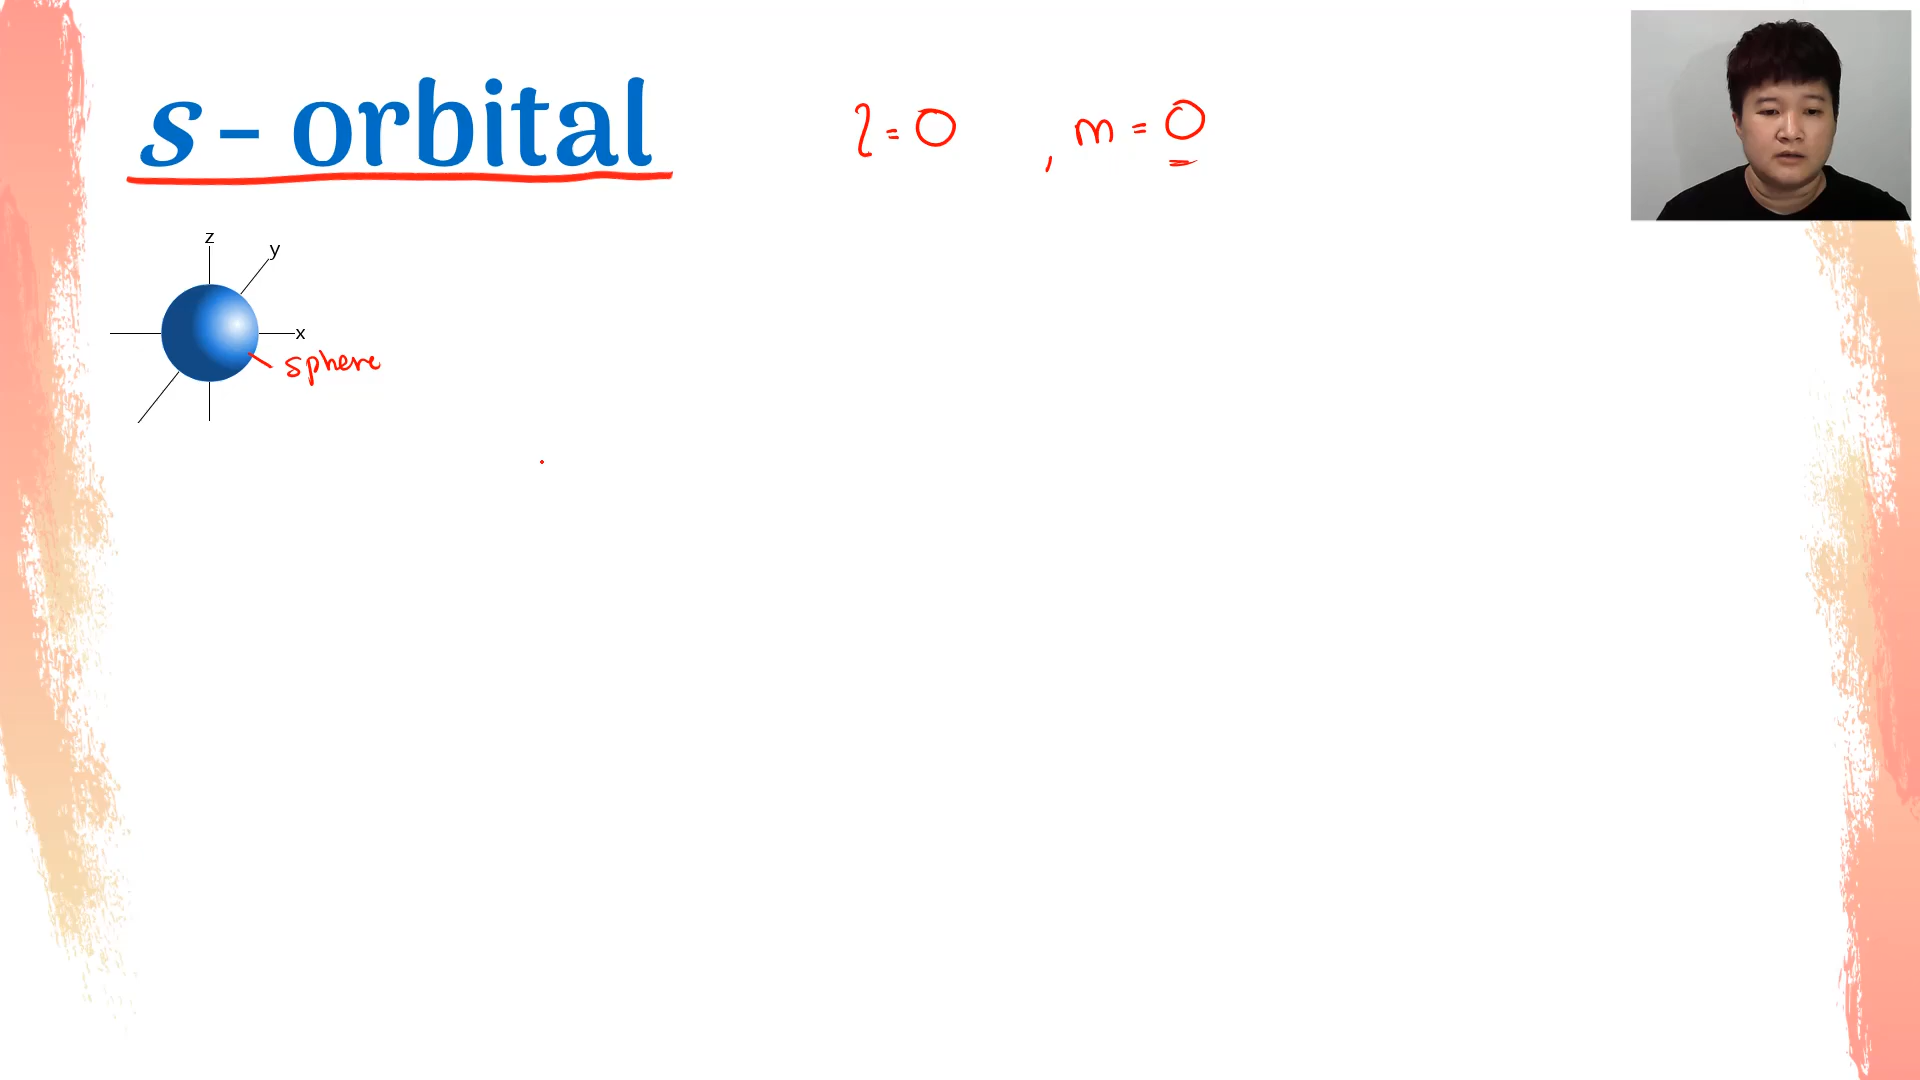 s - orbital
l = 0 , m = 0
z
y
x
sphere